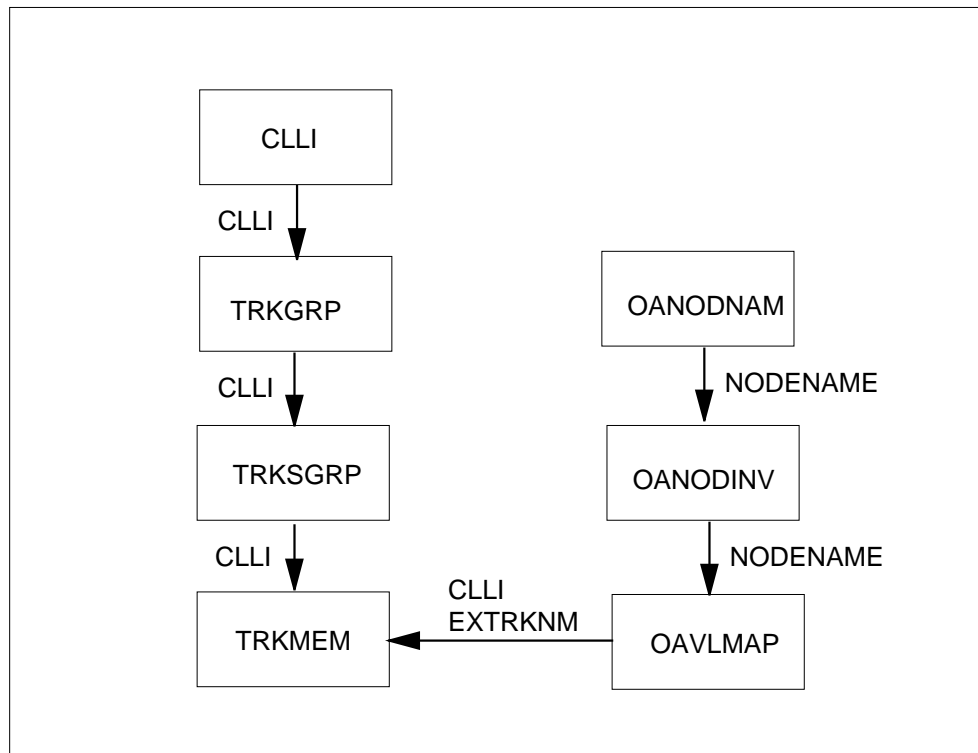 CLLI
CLLI
TRKGRP
OANODNAM
CLLI
NODENAME
TRKSGRP
OANODINV
CLLI
NODENAME
CLLI
EXTRKNM
TRKMEM
OAVLMAP